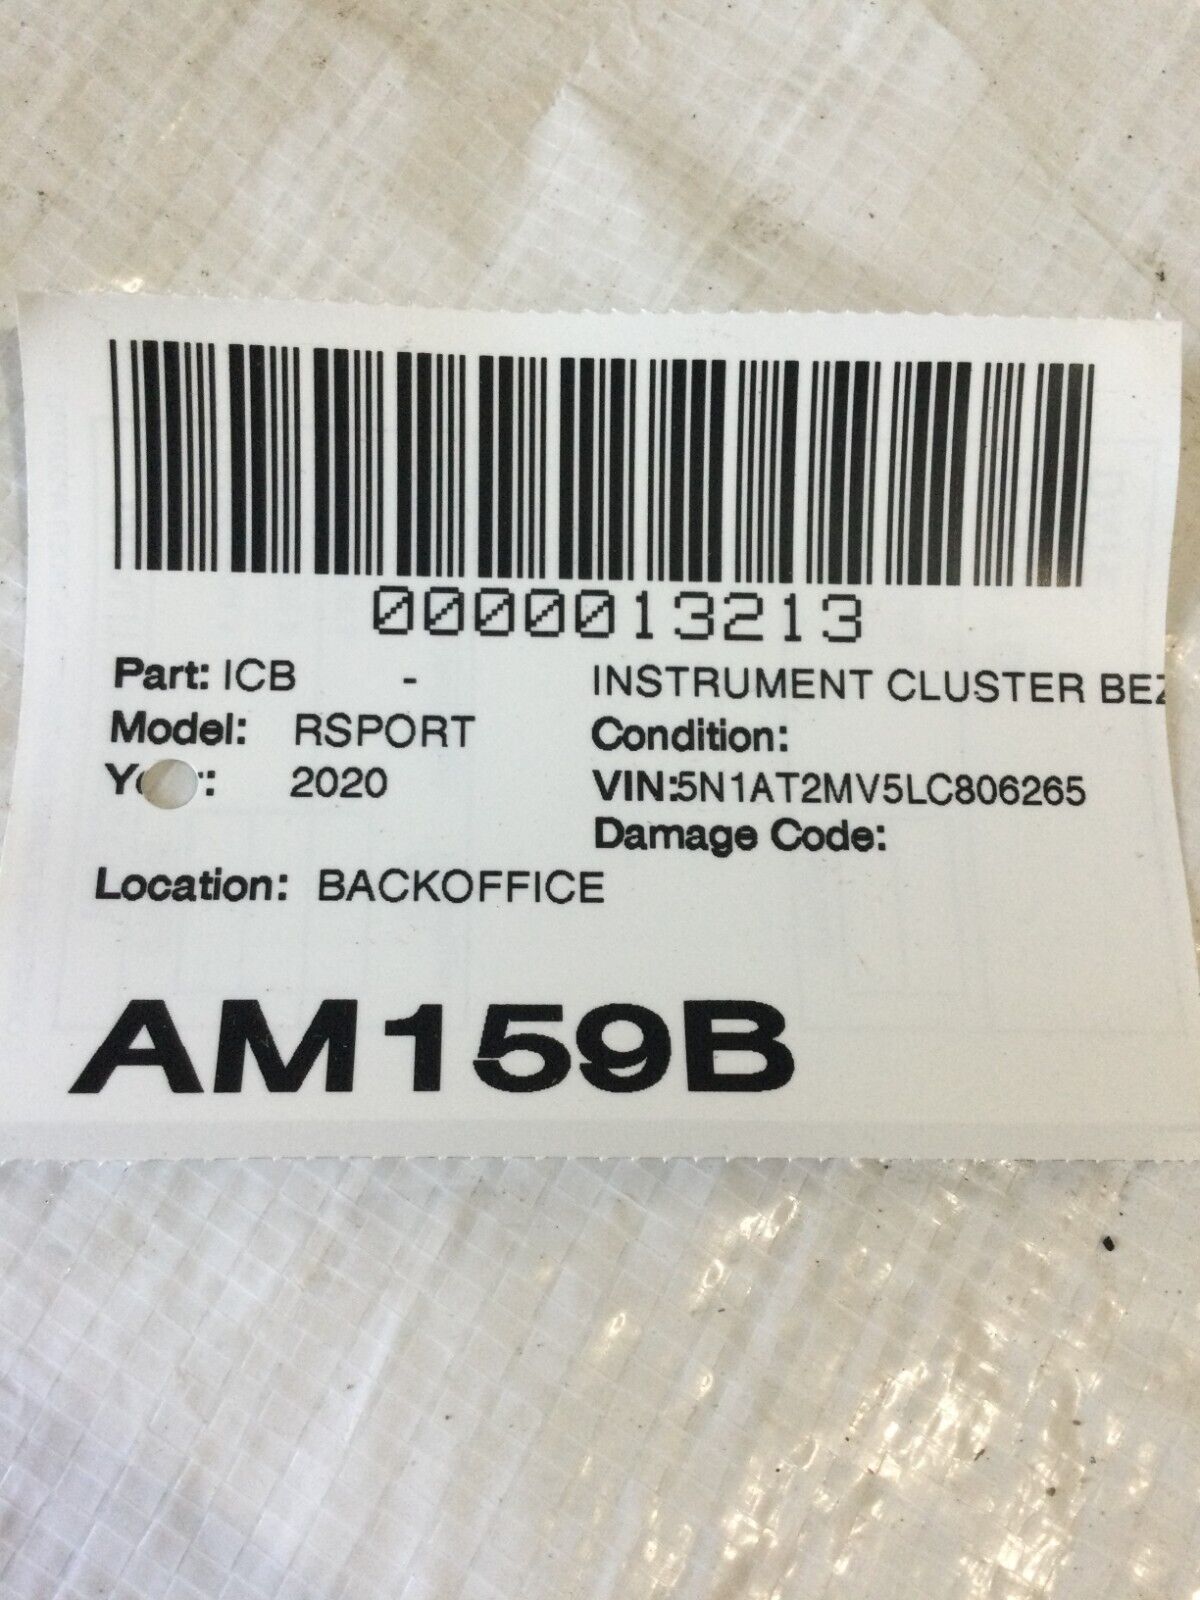 0000013213
Part: ICB - INSTRUMENT CLUSTER BEZ
Model: RSPORT Condition:
2020 VIN:5N1AT2MV5LC806265
Damage Code:
Location: BACKOFFICE
AM159B